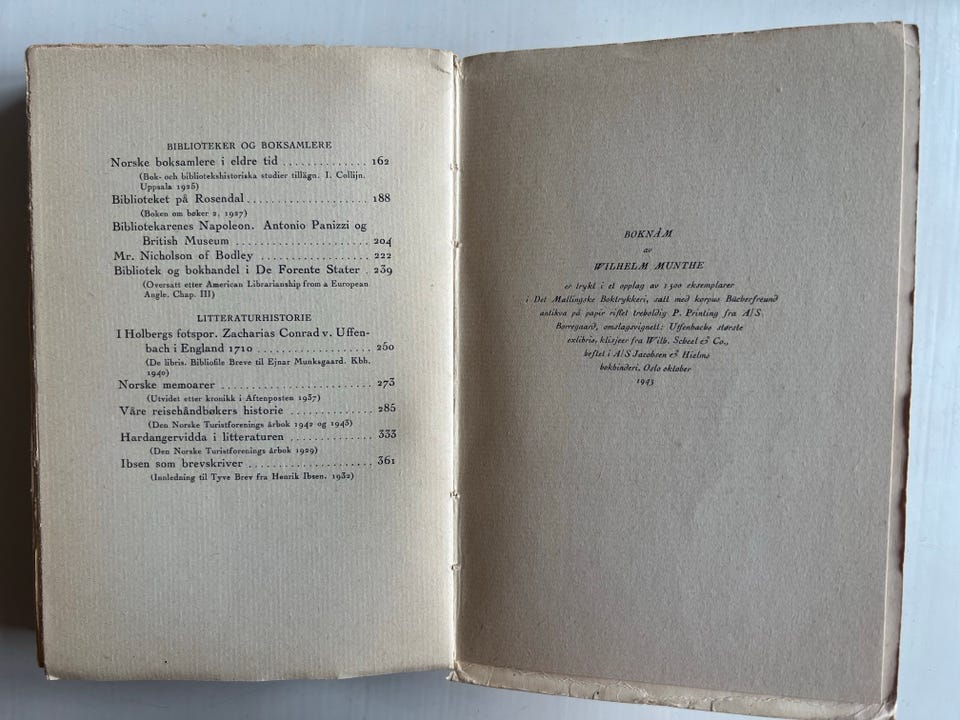 BIBLIOTEKER OG BOKSAMLERE
Norske boksamlere i eldre tid .............. 162
(Bok- och bibliotekshistoriska studier tillägn. I. Collijn.
Uppsala 1925)
Biblioteket på Rosendal ..................... 188
(Boken om bøker 2, 1927)
Bibliotekarenes Napoleon. Antonio Panizzi og
British Museum ...................... 204
Mr. Nicholson of Bodley ..................... 222
Bibliotek og bokhandel i De Forente Stater . 239
(Oversatt etter American Librarianship from a European
Angle. Chap. III)
LITTERATURHISTORIE
I Holbergs fotspor. Zacharias Conrad v. Uffen-
bach i England 1710 ................... 250
(De libris. Bibliofile Breve til Ejnar Munksgaard. Kbh.
1940)
Norske memoarer ......................... 273
(Utvidet etter kronikk i Aftenposten 1937)
Våre reisehåndbøkers historie .............. 285
(Den Norske Turistforenings årbok 1942 og 1943)
Hardangervidda i litteraturen .............. 333
(Den Norske Turistforenings årbok 1929)
Ibsen som brevskriver ..................... 361
(Innledning til Tyve Brev fra Henrik Ibsen. 1932)
BOKNÅM
av
WILHELM MUNTHE
er trykt i et opplag av 1300 eksemplarer
i Det Mallingske Boktrykkeri, satt med korpus Bücherfreund
antikva på papir riflet treholdig P. Printing fra A/S
Borregaard, omslagsvignett: Uffenbachs største
exlibris, klisjeer fra Wilh. Scheel & Co.,
heftet i A/S Jacobsen & Hielms
bokbinderi, Oslo oktober
1943